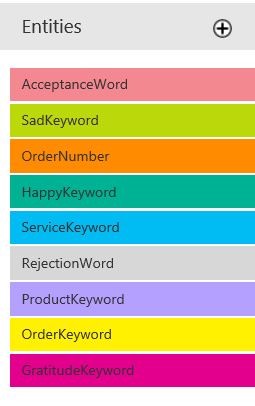 Entities
AcceptanceWord
SadKeyword
OrderNumber
HappyKeyword
ServiceKeyword
RejectionWord
ProductKeyword
OrderKeyword
GratitudeKeyword